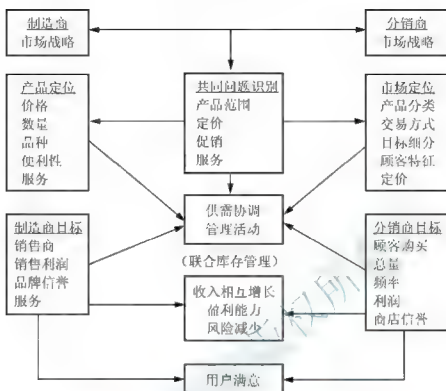 制造商
市场战略
分销商
市场战略
产品定位
价格
数量
品种
便利性
服务
共同问题识别
产品范围
定价
促销
服务
市场定位
产品分类
交易方式
目标细分
顾客特征
定价
供需协调
管理活动
(联合库存管理)
制造商目标
销售商
销售利润
品牌信誉
服务
收入相互增长
价利能力
风险减少
分销商目标
顾客购买
总量
频率
利润
商店信誉
用户满意
权所